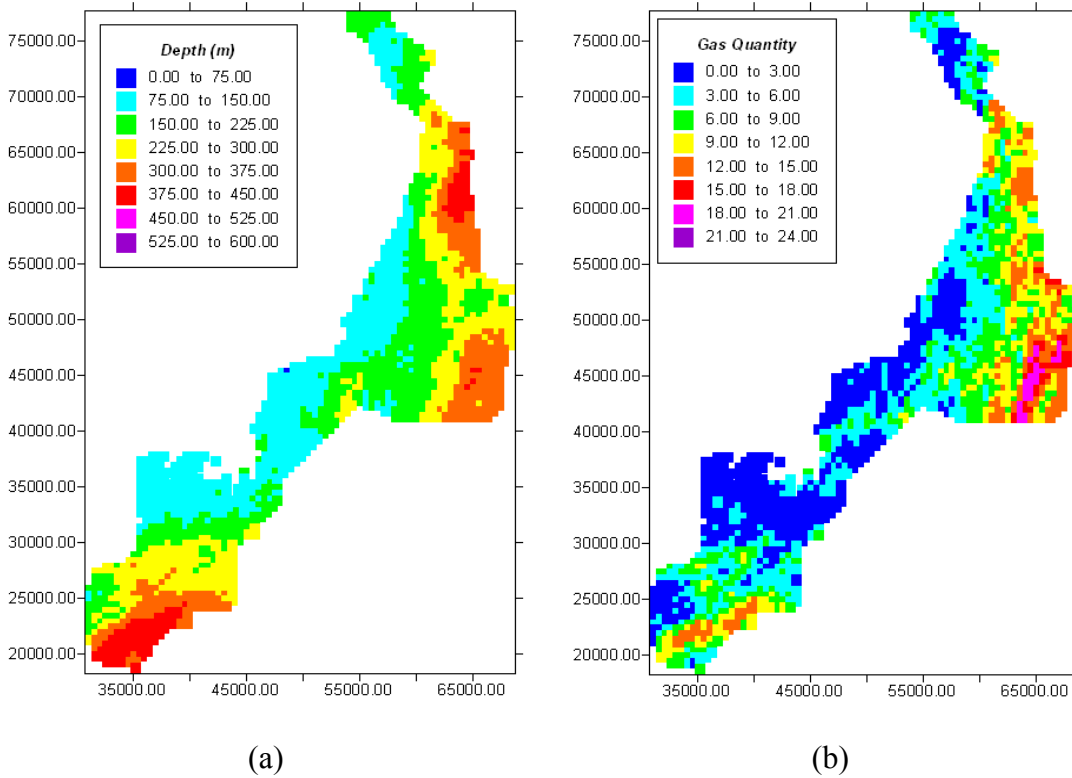 Depth (m)
0.00 to 75.00
75.00 to 150.00
150.00 to 225.00
225.00 to 300.00
300.00 to 375.00
375.00 to 450.00
450.00 to 525.00
525.00 to 600.00
75000.00
70000.00
65000.00
60000.00
55000.00
50000.00
45000.00
40000.00
35000.00
30000.00
25000.00
20000.00
35000.00 45000.00 55000.00 65000.00
(a)
Gas Quantity
0.00 to 3.00
3.00 to 6.00
6.00 to 9.00
9.00 to 12.00
12.00 to 15.00
15.00 to 18.00
18.00 to 21.00
21.00 to 24.00
75000.00
70000.00
65000.00
60000.00
55000.00
50000.00
45000.00
40000.00
35000.00
30000.00
25000.00
20000.00
35000.00 45000.00 55000.00 65000.00
(b)